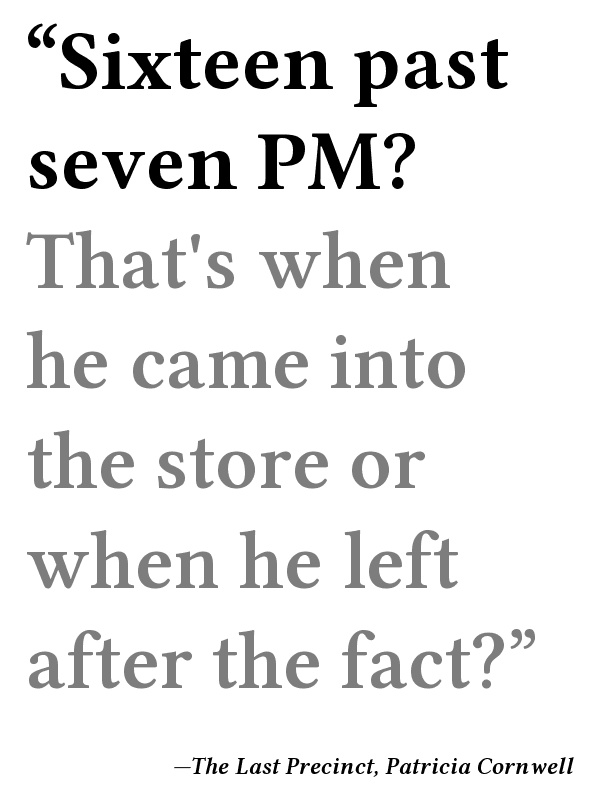 “Sixteen past
seven PM?
That's when
he came into
the store or
when he left
after the fact?”
—The Last Precinct, Patricia Cornwell